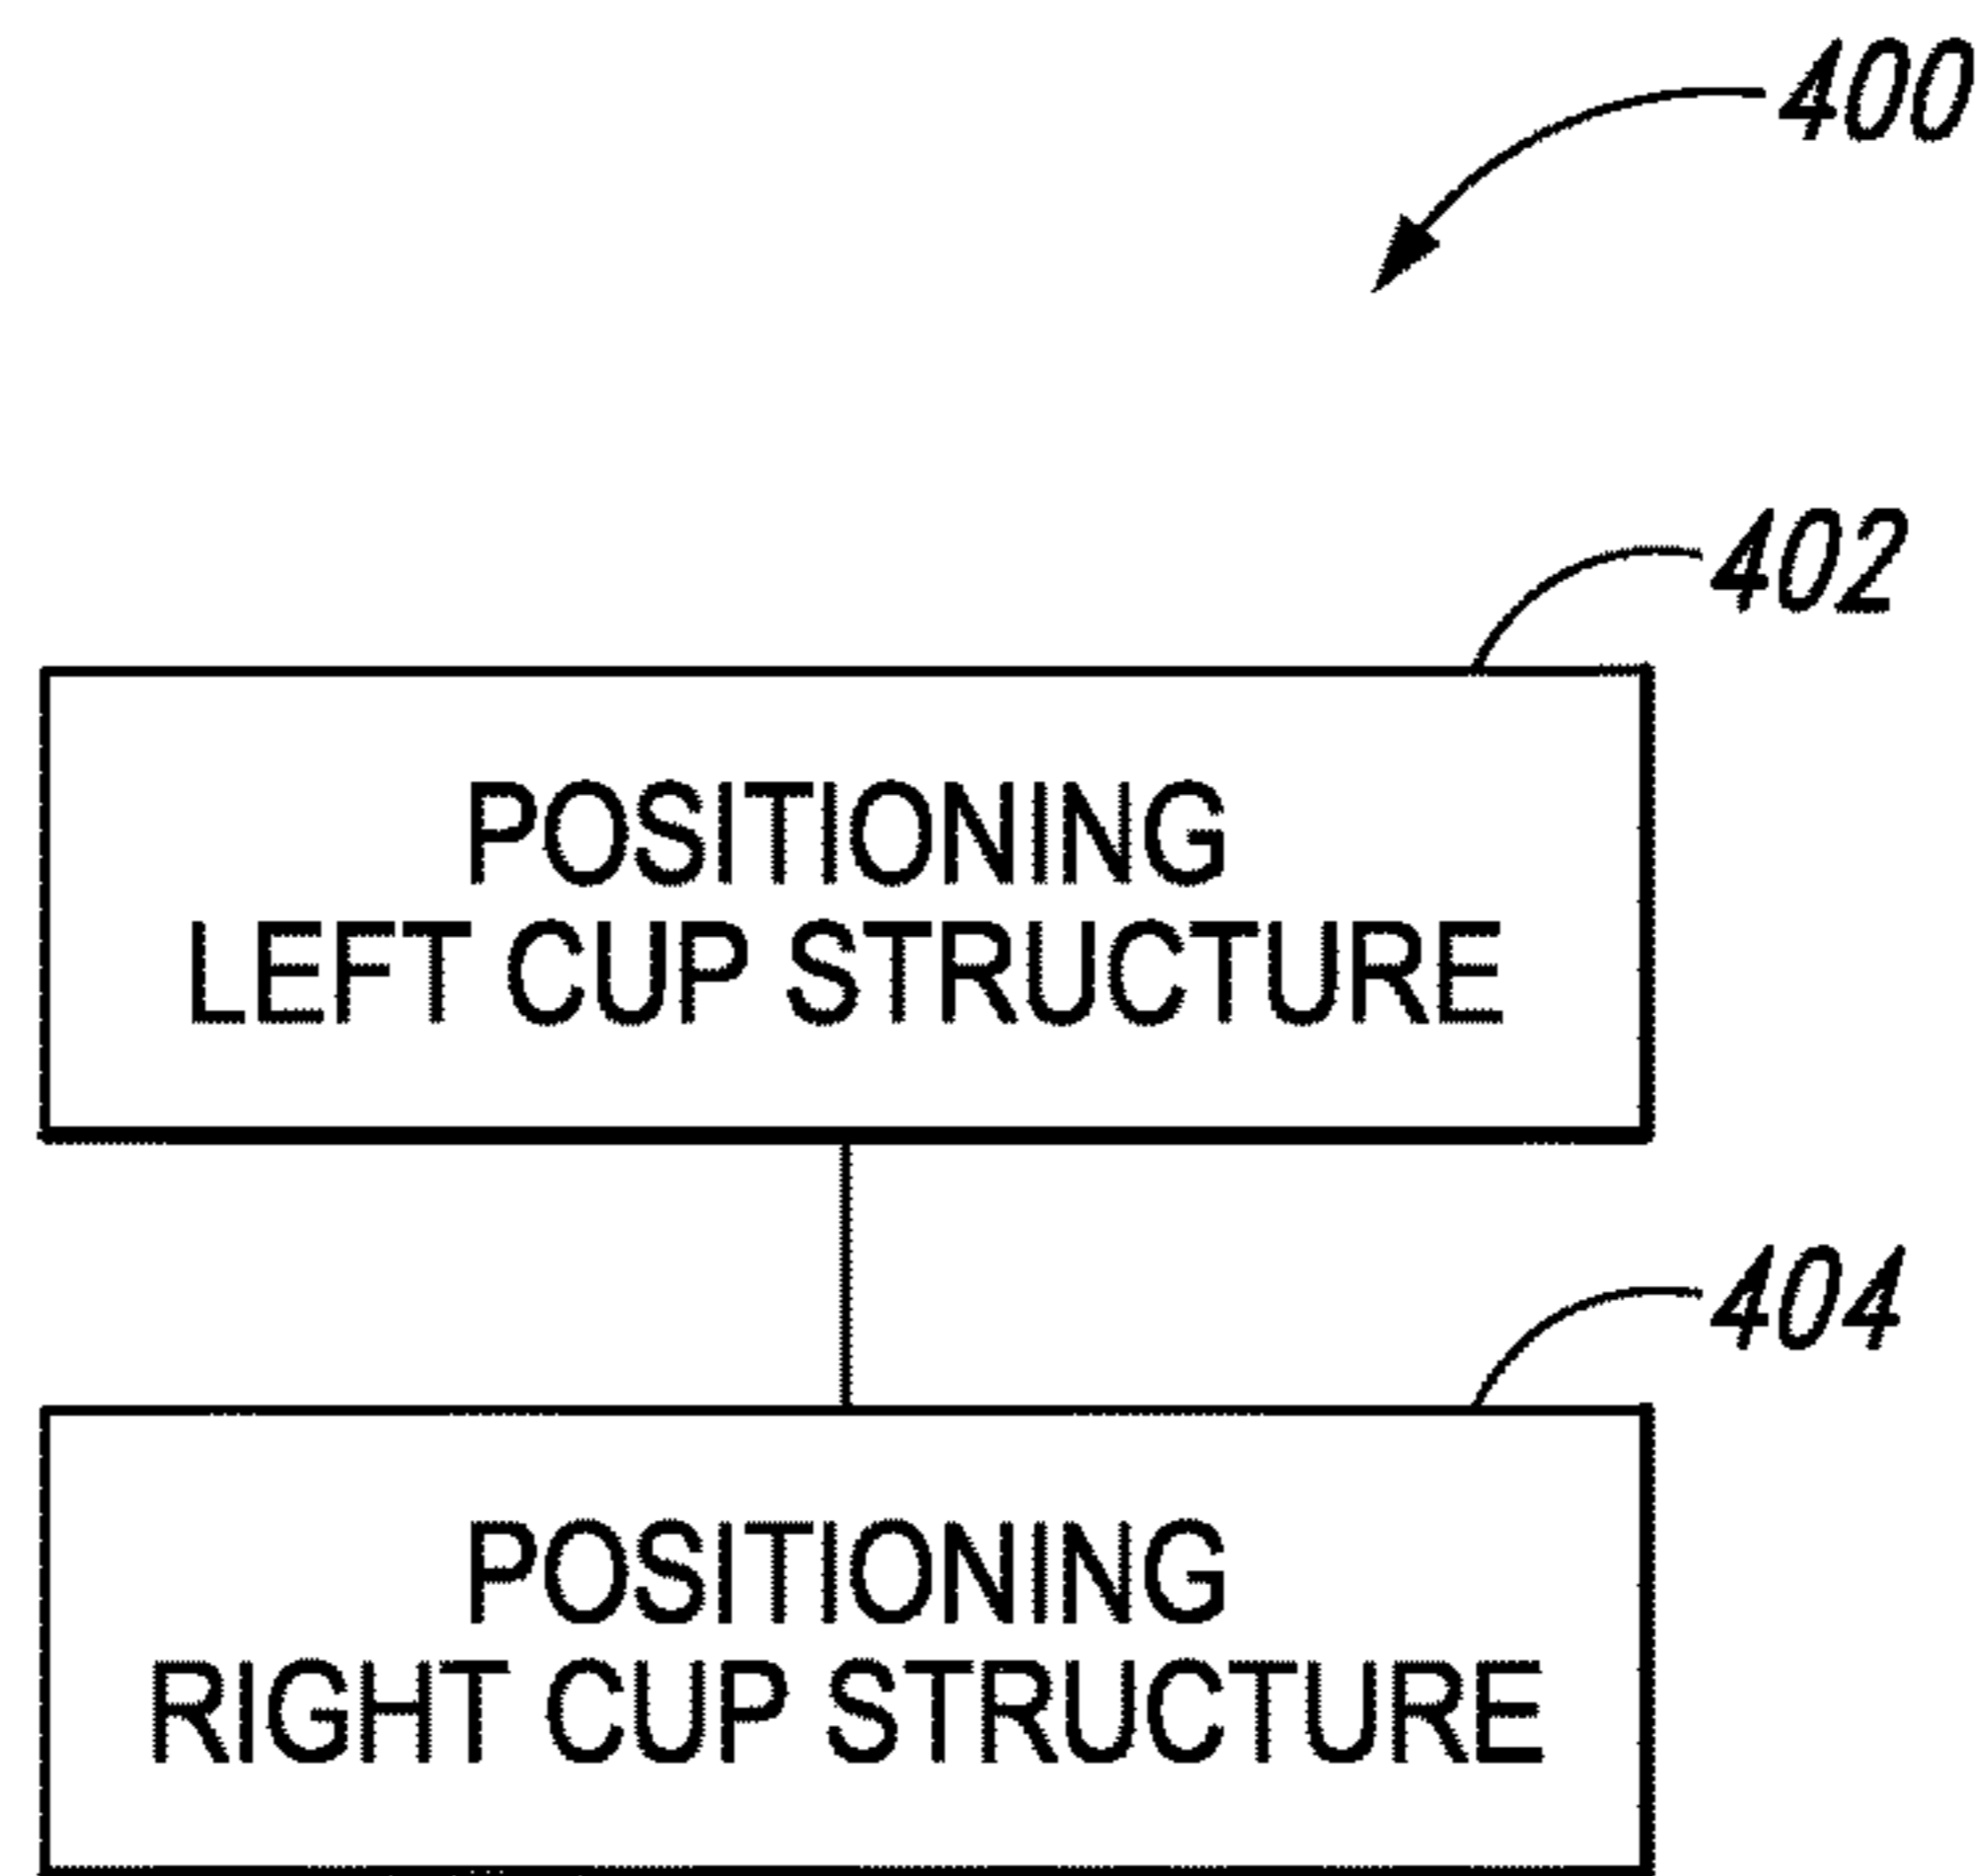 400
402
POSITIONING
LEFT CUP STRUCTURE
404
POSITIONING
RIGHT CUP STRUCTURE